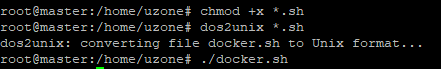 root@master:/home/uzone# chmod +x *.sh
root@master:/home/uzone# dos2unix *.sh
dos2unix: converting file docker.sh to Unix format...
root@master:/home/uzone# ./docker.sh